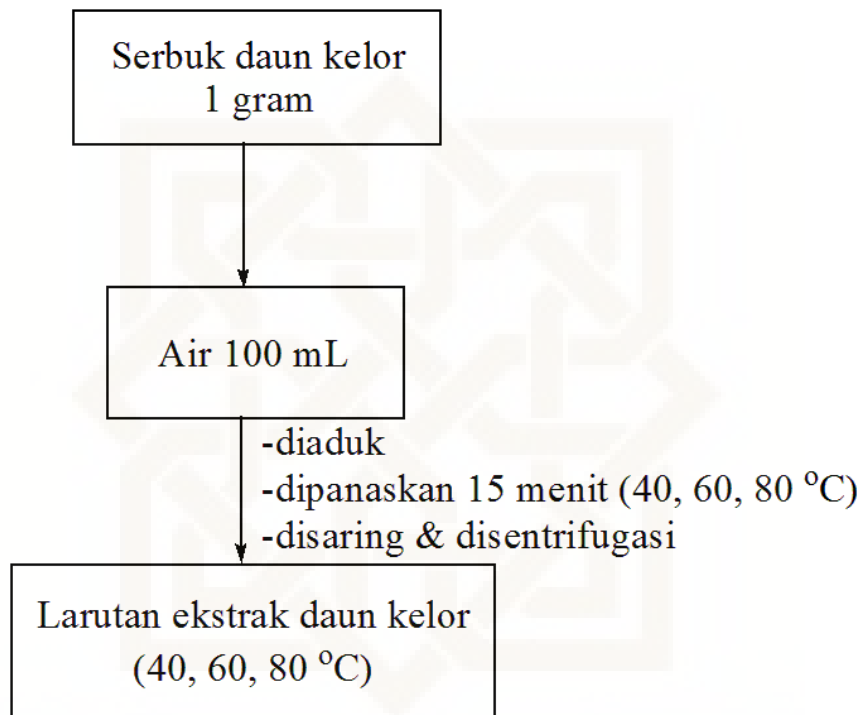 Serbuk daun kelor
1 gram
Air 100 mL
-diaduk
-dipanaskan 15 menit (40, 60, 80 °C)
-disaring & disentrifugasi
Larutan ekstrak daun kelor
(40, 60, 80 °C)